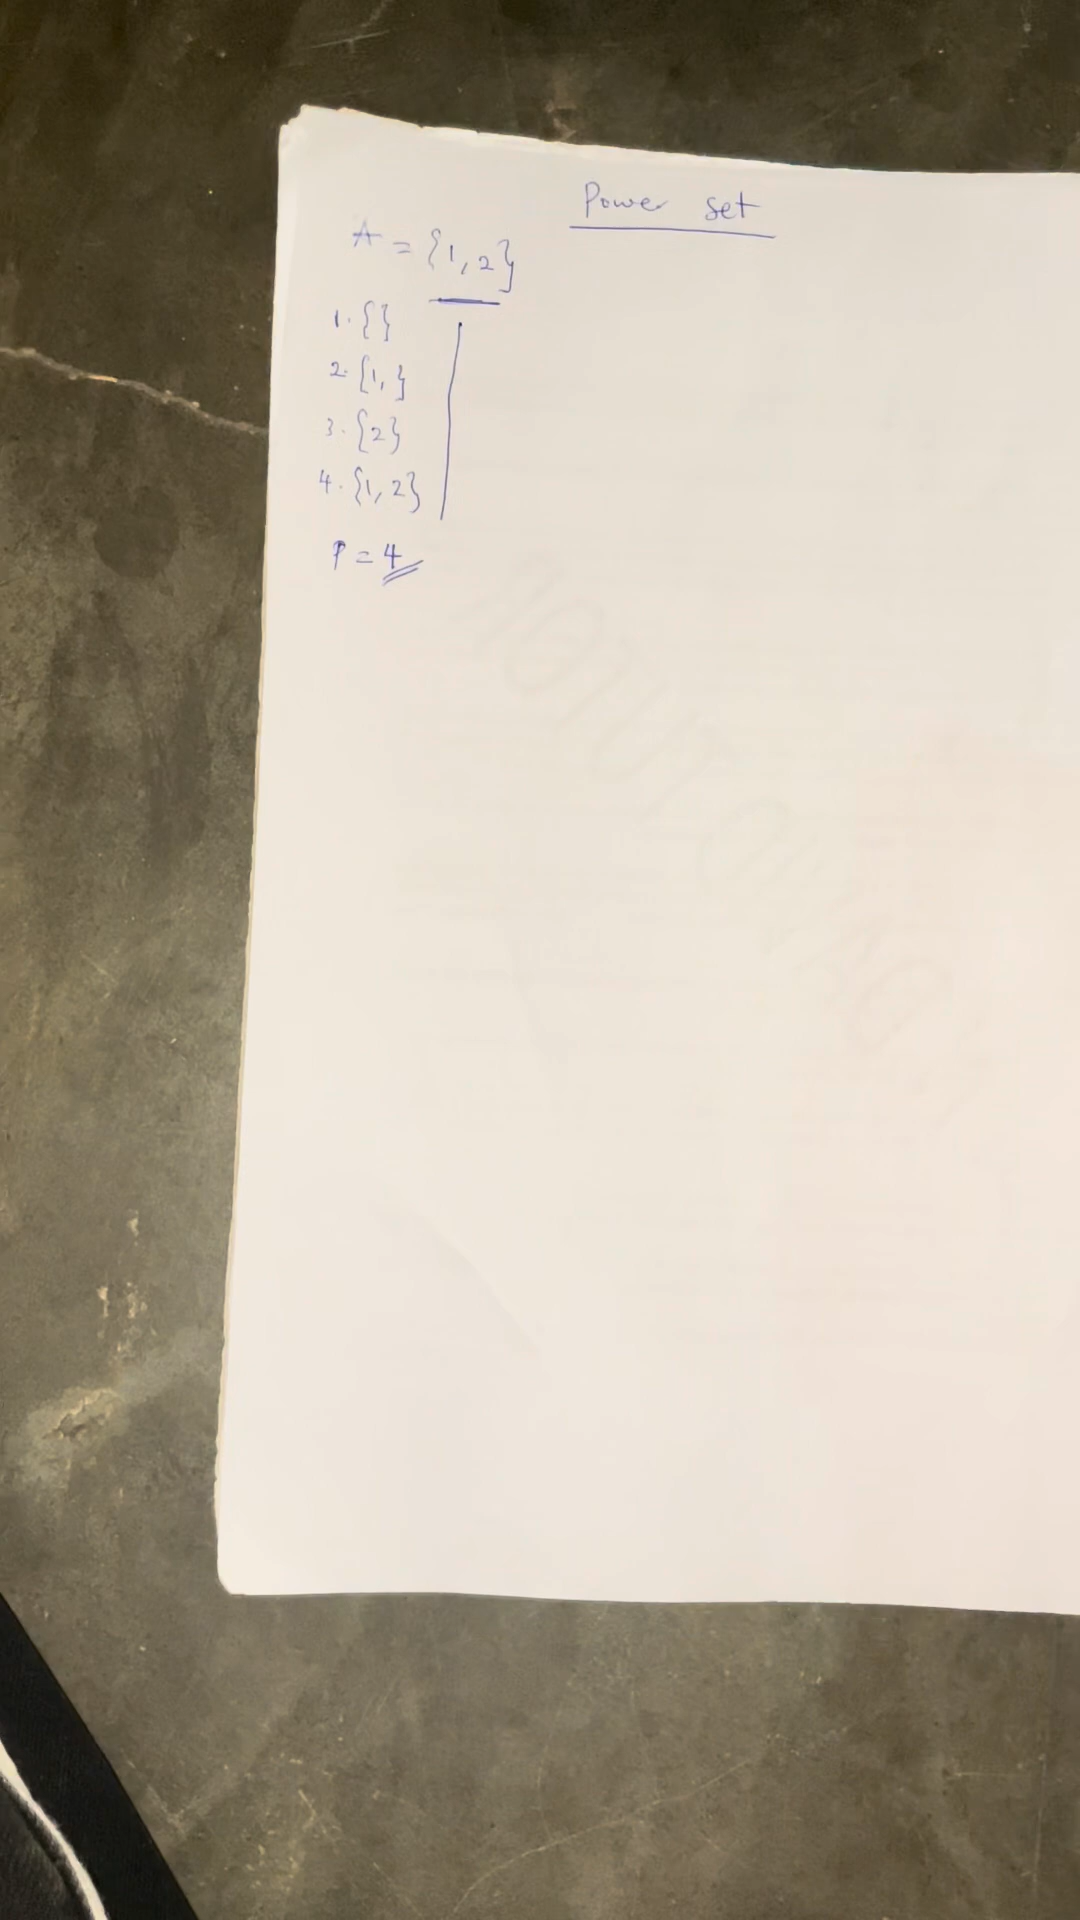 Power set
A = {1, 2}
1. {}
2. {1, }
3. {2}
4. {1, 2}
P = 4